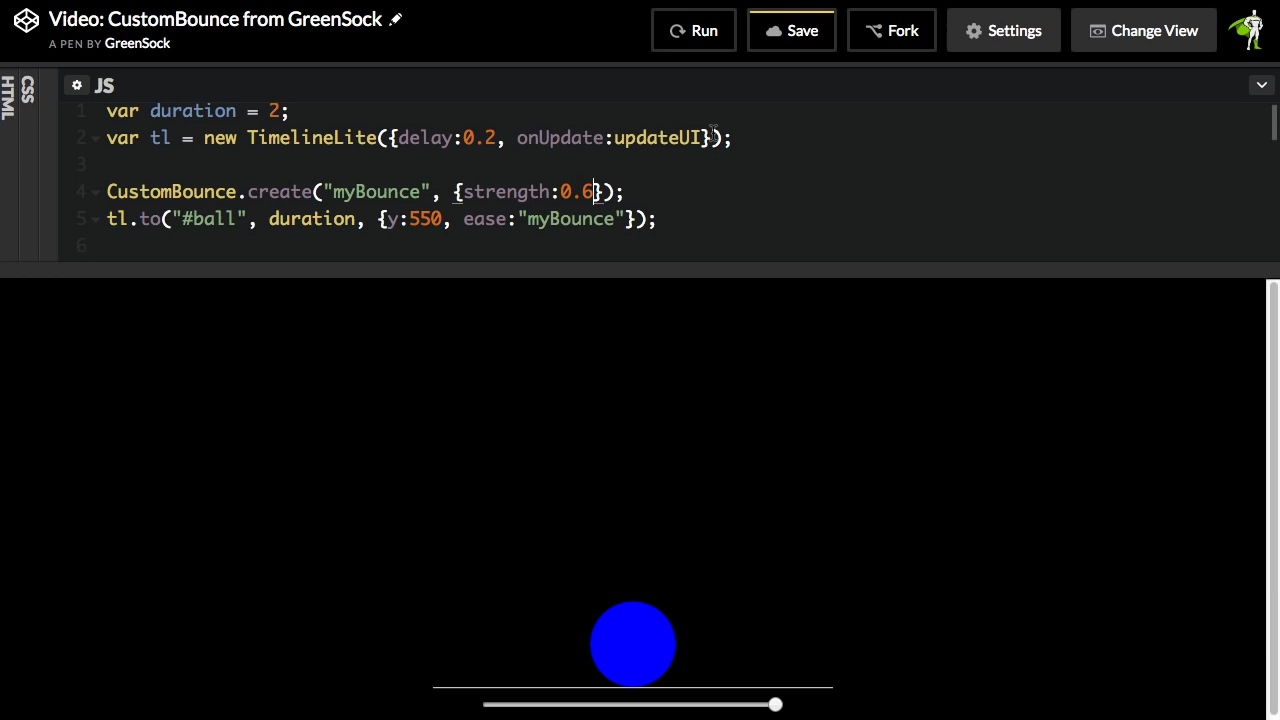 Video: CustomBounce from GreenSock
A PEN BY GreenSock
Run
Save
Fork
Settings
Change View
HTML
CSS
JS
1 var duration = 2;
2 var tl = new TimelineLite({delay:0.2, onUpdate:updateUI});
3
4 CustomBounce.create("myBounce", {strength:0.6});
5 tl.to("#ball", duration, {y:550, ease:"myBounce"});
6